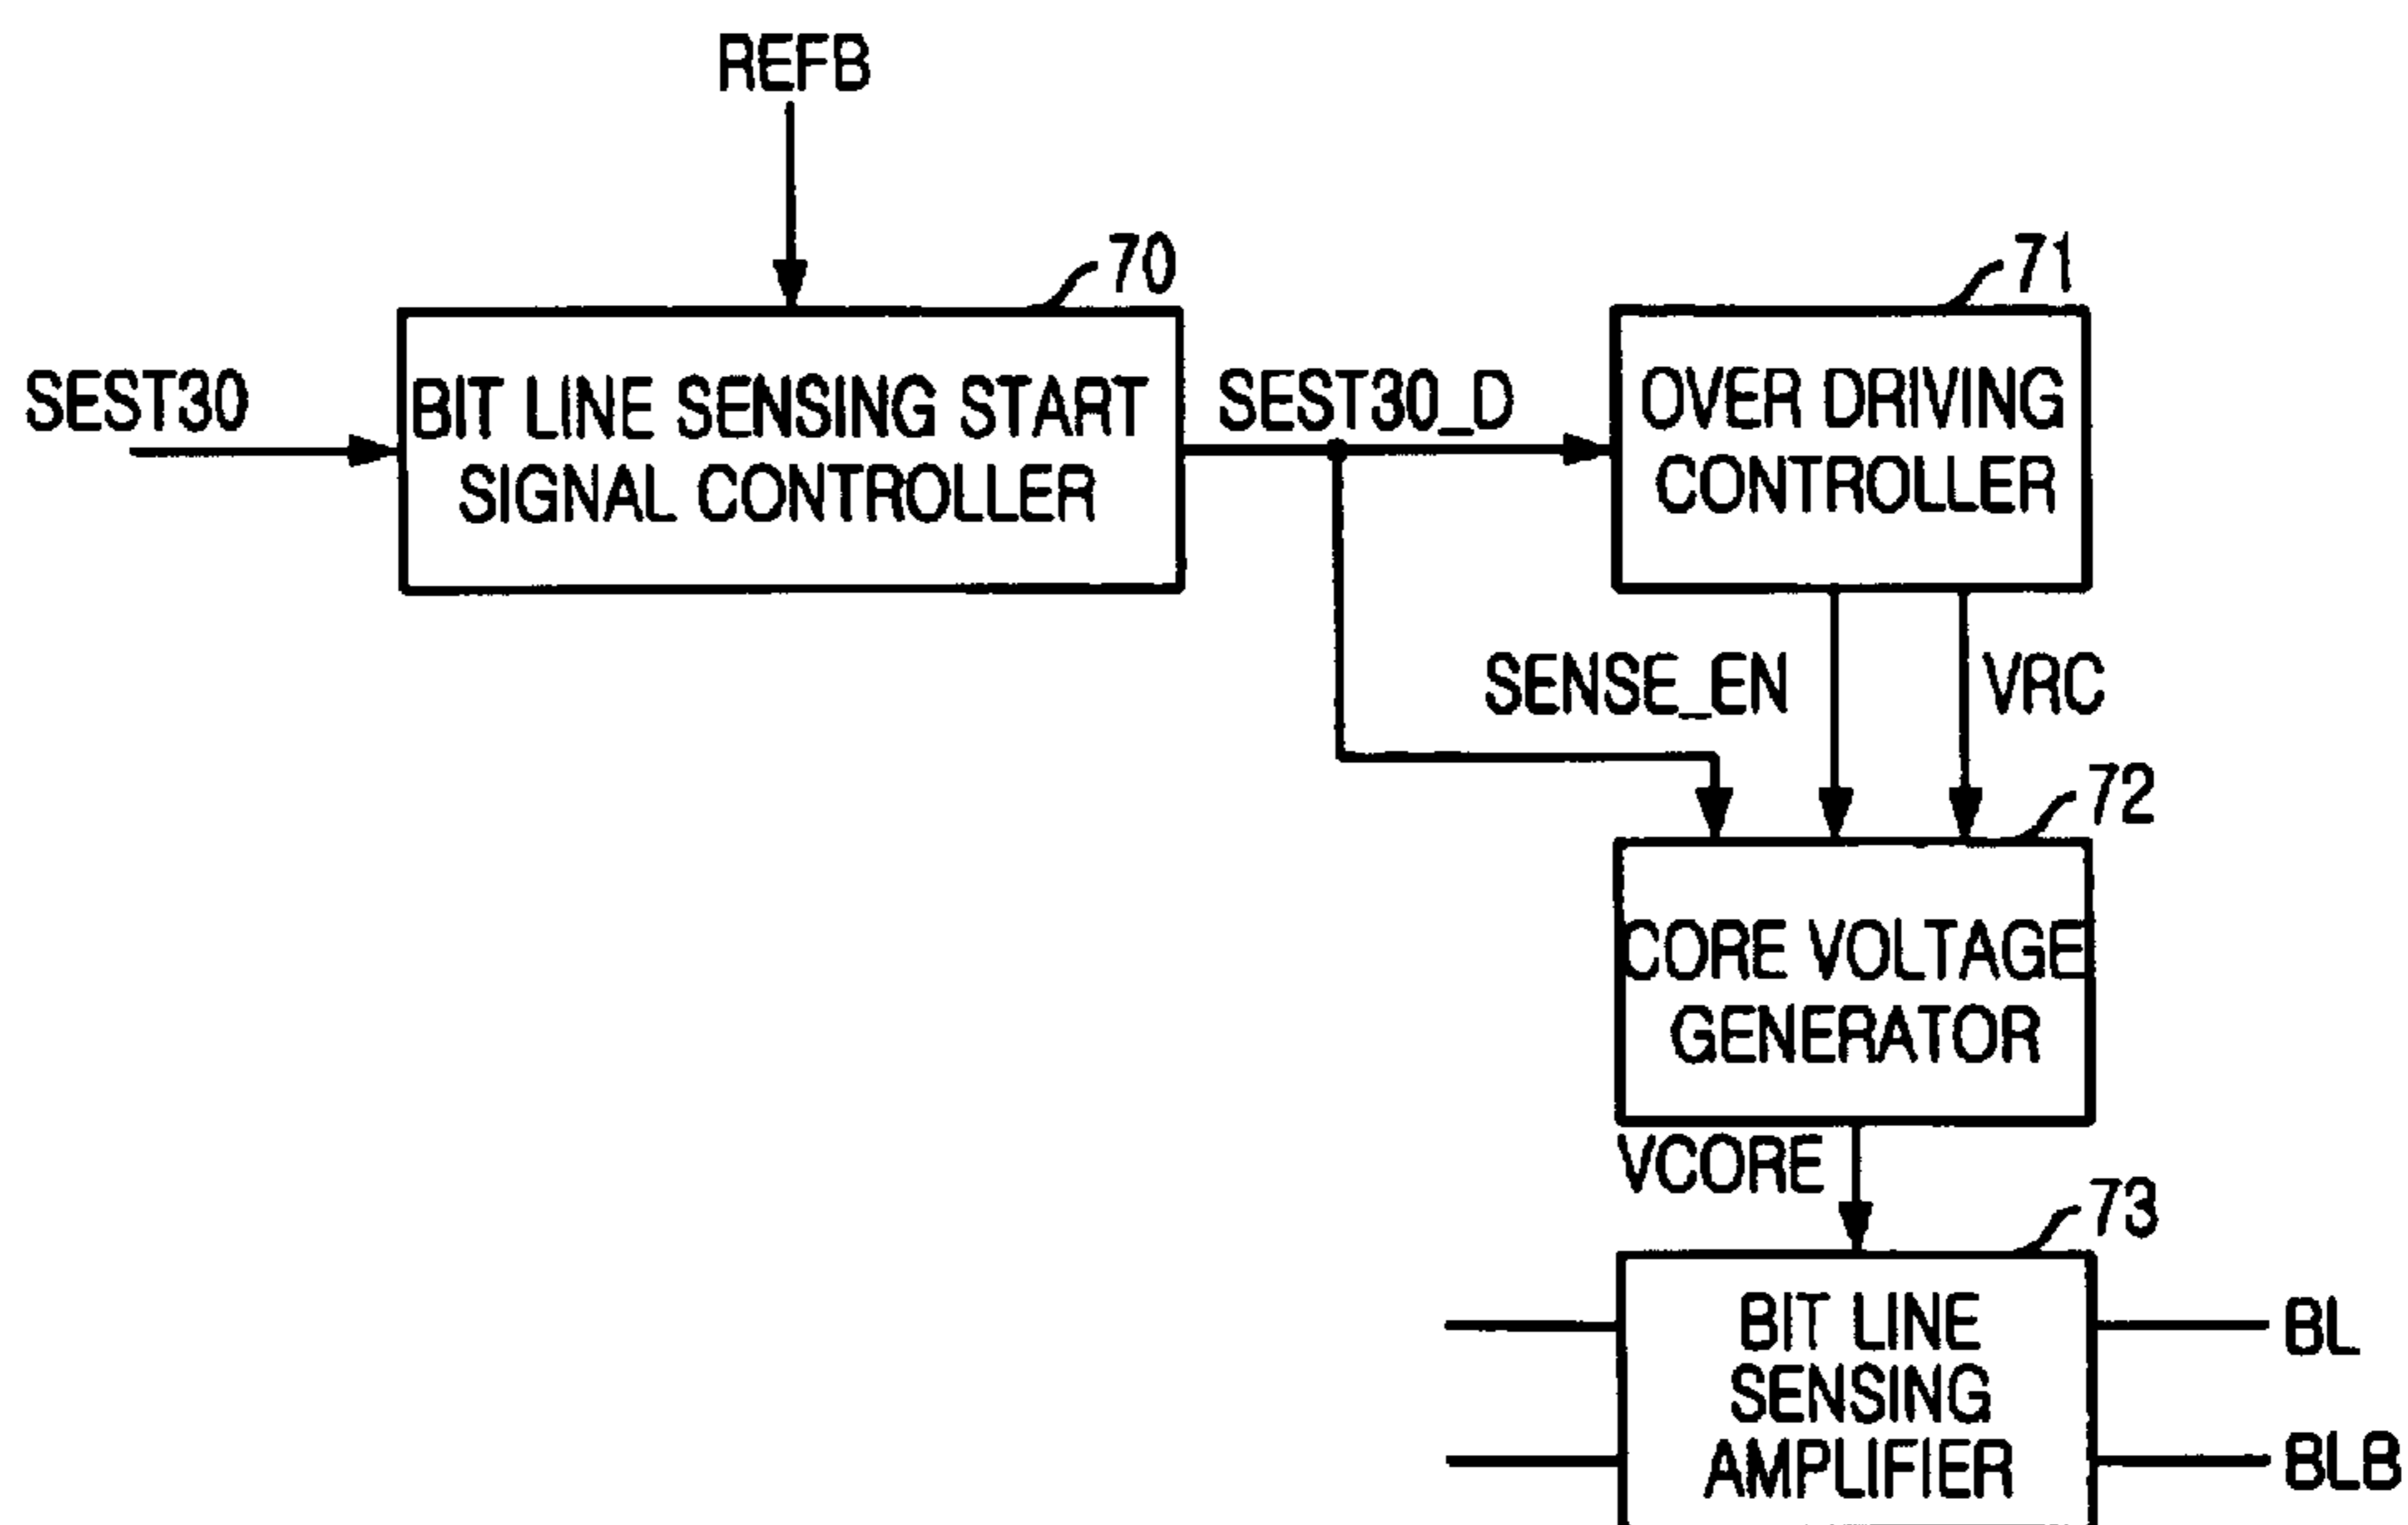 REFB
70
71
SEST30
BIT LINE SENSING START
SIGNAL CONTROLLER
SEST30_D
OVER DRIVING
CONTROLLER
SENSE_EN
VRC
72
CORE VOLTAGE
GENERATOR
VCORE
73
BIT LINE
SENSING
AMPLIFIER
BL
BLB